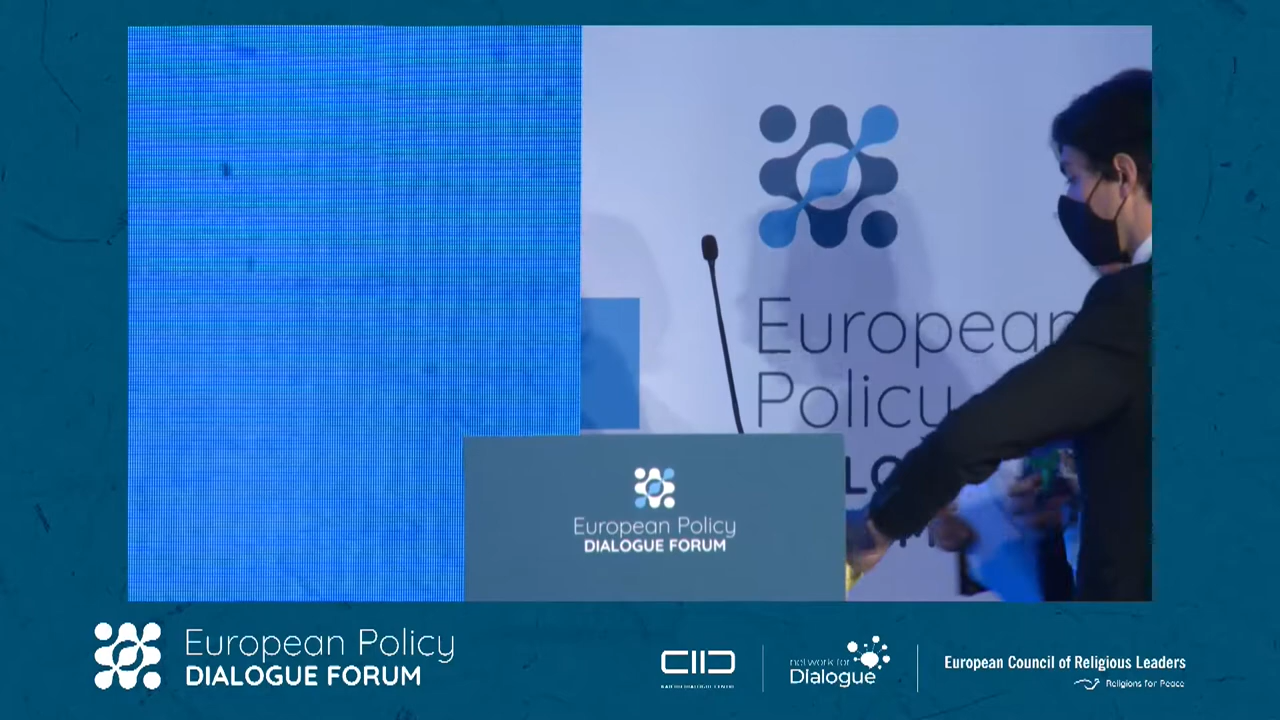 European
Policy
European Policy
DIALOGUE FORUM
European Policy
DIALOGUE FORUM
CIID
network for
Dialogue
European Council of Religious Leaders
Religions for Peace